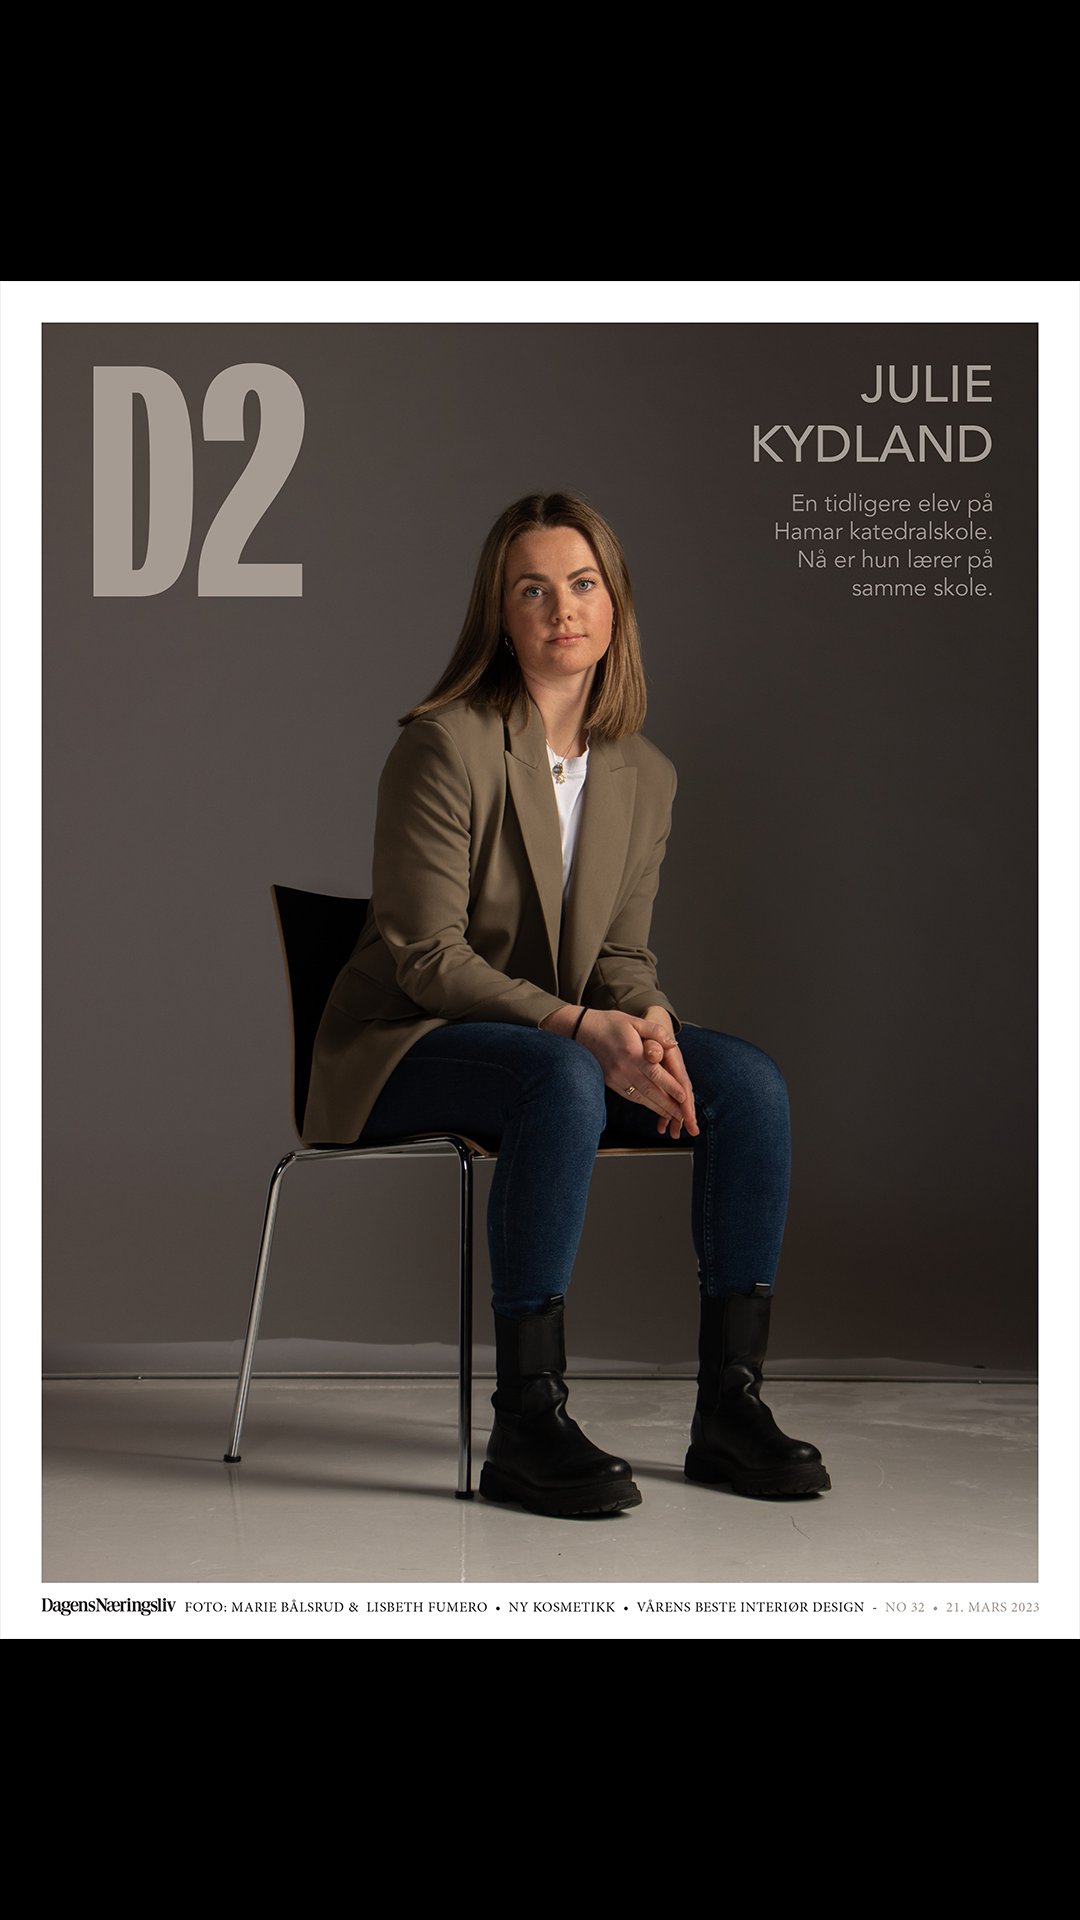 D2
JULIE
KYDLAND
En tidligere elev på
Hamar katedralskole.
Nå er hun lærer på
samme skole.
DagensNæringsliv FOTO: MARIE BÅLSRUD & LISBETH FUMERO • NY KOSMETIKK • VÅRENS BESTE INTERIØR DESIGN - NO 32 • 21. MARS 2023